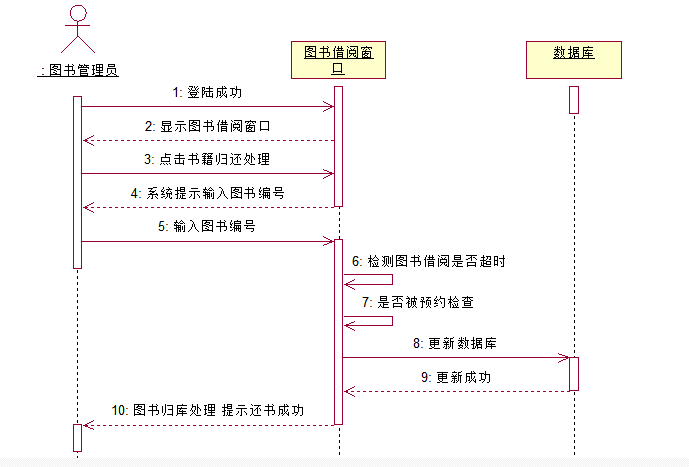 : 图书管理员
图书借阅窗
口
数据库
1: 登陆成功
2: 显示图书借阅窗口
3: 点击书籍归还处理
4: 系统提示输入图书编号
5: 输入图书编号
6: 检测图书借阅是否超时
7: 是否被预约检查
8: 更新数据库
9: 更新成功
10: 图书归库处理 提示还书成功